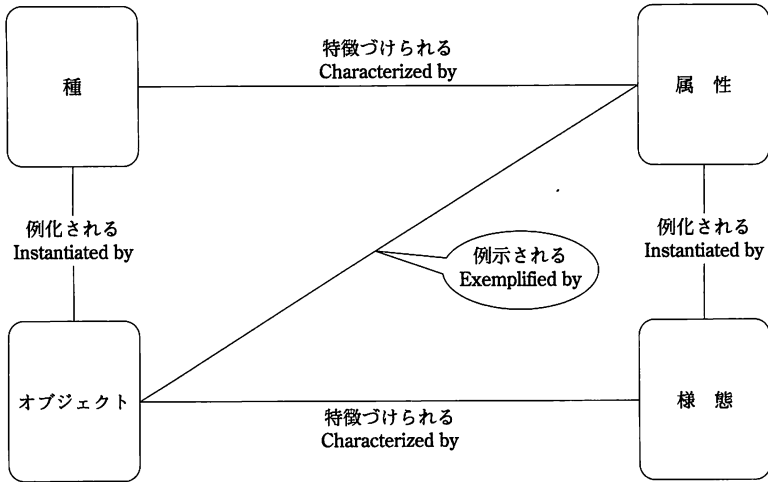 特徴づけられる
Characterized by
種
属　性
例化される
Instantiated by
例化される
Instantiated by
例示される
Exemplified by
オブジェクト
様　態
特徴づけられる
Characterized by